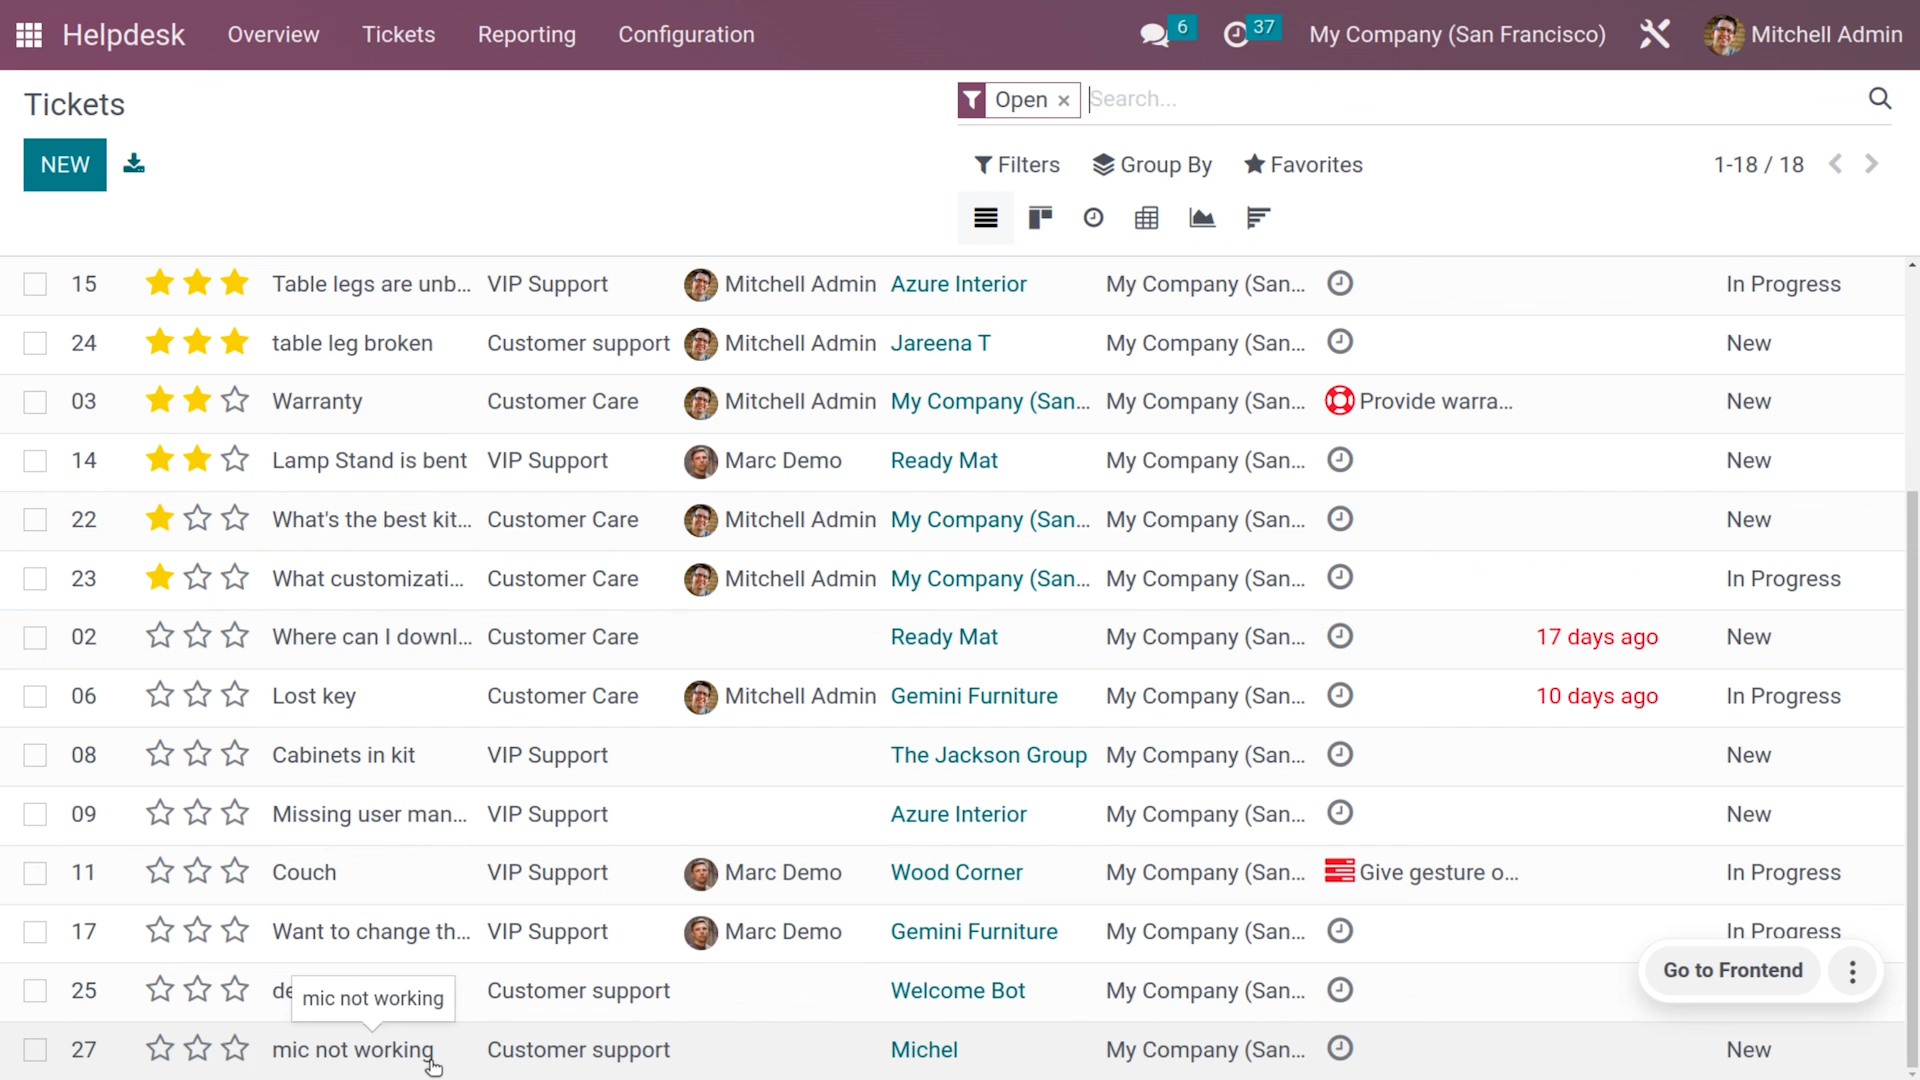 Helpdesk Overview Tickets Reporting Configuration 6 37 My Company (San Francisco) Mitchell Admin
Tickets
Open × Search...
NEW
Filters Group By Favorites 1-18 / 18
15 Table legs are unb... VIP Support Mitchell Admin Azure Interior My Company (San... In Progress
24 table leg broken Customer support Mitchell Admin Jareena T My Company (San... New
03 Warranty Customer Care Mitchell Admin My Company (San... My Company (San... Provide warra... New
14 Lamp Stand is bent VIP Support Marc Demo Ready Mat My Company (San... New
22 What's the best kit... Customer Care Mitchell Admin My Company (San... My Company (San... New
23 What customizati... Customer Care Mitchell Admin My Company (San... My Company (San... In Progress
02 Where can I downl... Customer Care Ready Mat My Company (San... 17 days ago New
06 Lost key Customer Care Mitchell Admin Gemini Furniture My Company (San... 10 days ago In Progress
08 Cabinets in kit VIP Support The Jackson Group My Company (San... New
09 Missing user man... VIP Support Azure Interior My Company (San... New
11 Couch VIP Support Marc Demo Wood Corner My Company (San... Give gesture o... In Progress
17 Want to change th... VIP Support Marc Demo Gemini Furniture My Company (San... In Progress
Go to Frontend
25 Customer support Welcome Bot My Company (San...
mic not working
27 mic not working Customer support Michel My Company (San... New